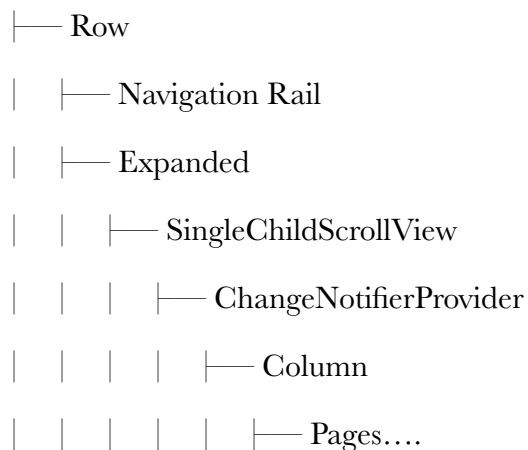 Row
Navigation Rail
Expanded
SingleChildScrollView
ChangeNotifierProvider
Column
Pages….